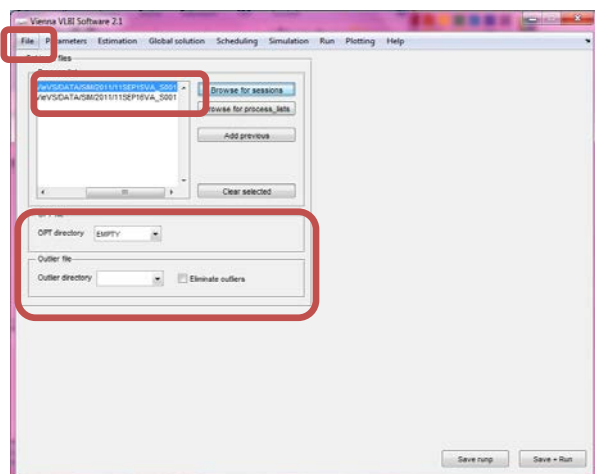 Vienna VLBI Software 2.1
File Parameters Estimation Global solution Scheduling Simulation Run Plotting Help
files
VieVS/DATA/SIM/2011/11SEP15VA_S001
VieVS/DATA/SIM/2011/11SEP16VA_S001
Browse for sessions
Browse for process_lists
Add previous
Clear selected
OPT directory EMPTY
Outlier file
Outlier directory
Eliminate outliers
Save runp Save + Run